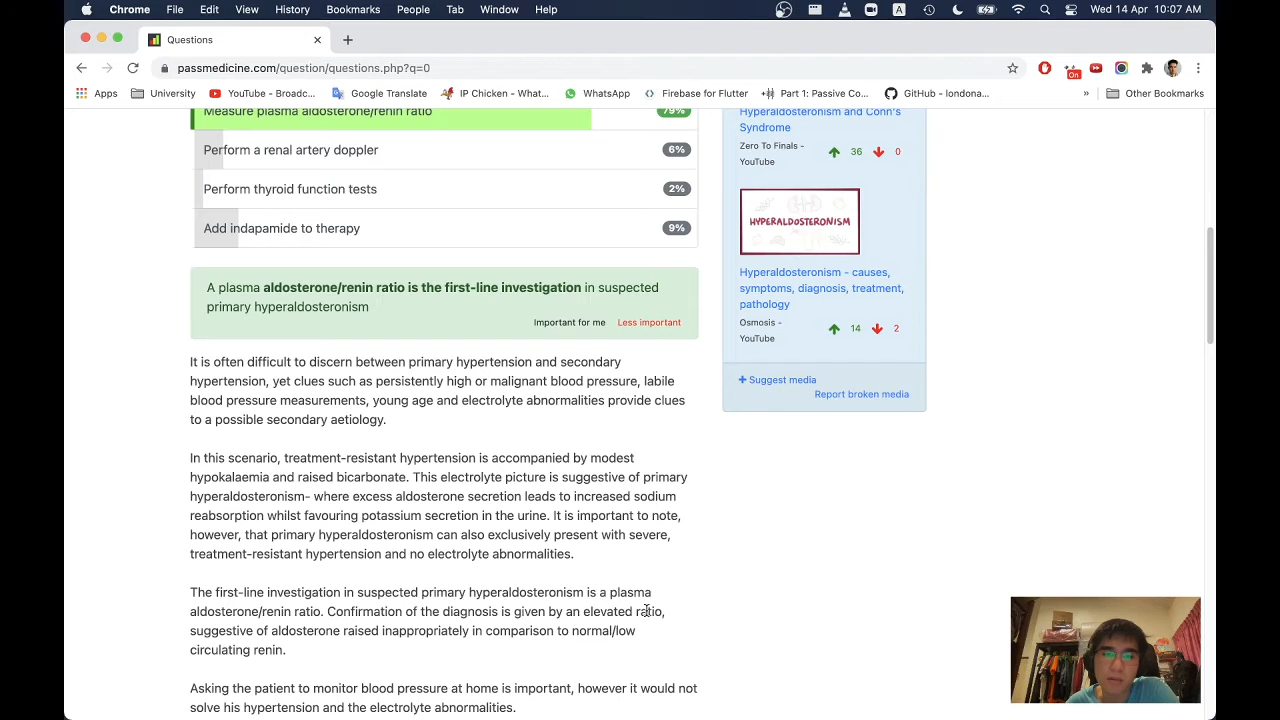 Chrome File Edit View History Bookmarks People Tab Window Help
A
Wed 14 Apr 10:07 AM
Questions
passmedicine.com/question/questions.php?q=0
On
Apps University YouTube - Broadc... Google Translate IP Chicken - What... WhatsApp Firebase for Flutter Part 1: Passive Co... GitHub - londona... » Other Bookmarks
Measure plasma aldosterone/renin ratio 79%
Perform a renal artery doppler 6%
Perform thyroid function tests 2%
Add indapamide to therapy 9%
A plasma aldosterone/renin ratio is the first-line investigation in suspected
primary hyperaldosteronism
Important for me Less important
It is often difficult to discern between primary hypertension and secondary
hypertension, yet clues such as persistently high or malignant blood pressure, labile
blood pressure measurements, young age and electrolyte abnormalities provide clues
to a possible secondary aetiology.
In this scenario, treatment-resistant hypertension is accompanied by modest
hypokalaemia and raised bicarbonate. This electrolyte picture is suggestive of primary
hyperaldosteronism- where excess aldosterone secretion leads to increased sodium
reabsorption whilst favouring potassium secretion in the urine. It is important to note,
however, that primary hyperaldosteronism can also exclusively present with severe,
treatment-resistant hypertension and no electrolyte abnormalities.
The first-line investigation in suspected primary hyperaldosteronism is a plasma
aldosterone/renin ratio. Confirmation of the diagnosis is given by an elevated ratio,
suggestive of aldosterone raised inappropriately in comparison to normal/low
circulating renin.
Asking the patient to monitor blood pressure at home is important, however it would not
solve his hypertension and the electrolyte abnormalities.
Hyperaldosteronism and Conn's
Syndrome
Zero To Finals -
YouTube
36 0
HYPERALDOSTERONISM
Hyperaldosteronism - causes,
symptoms, diagnosis, treatment,
pathology
Osmosis -
YouTube
14 2
+ Suggest media
Report broken media